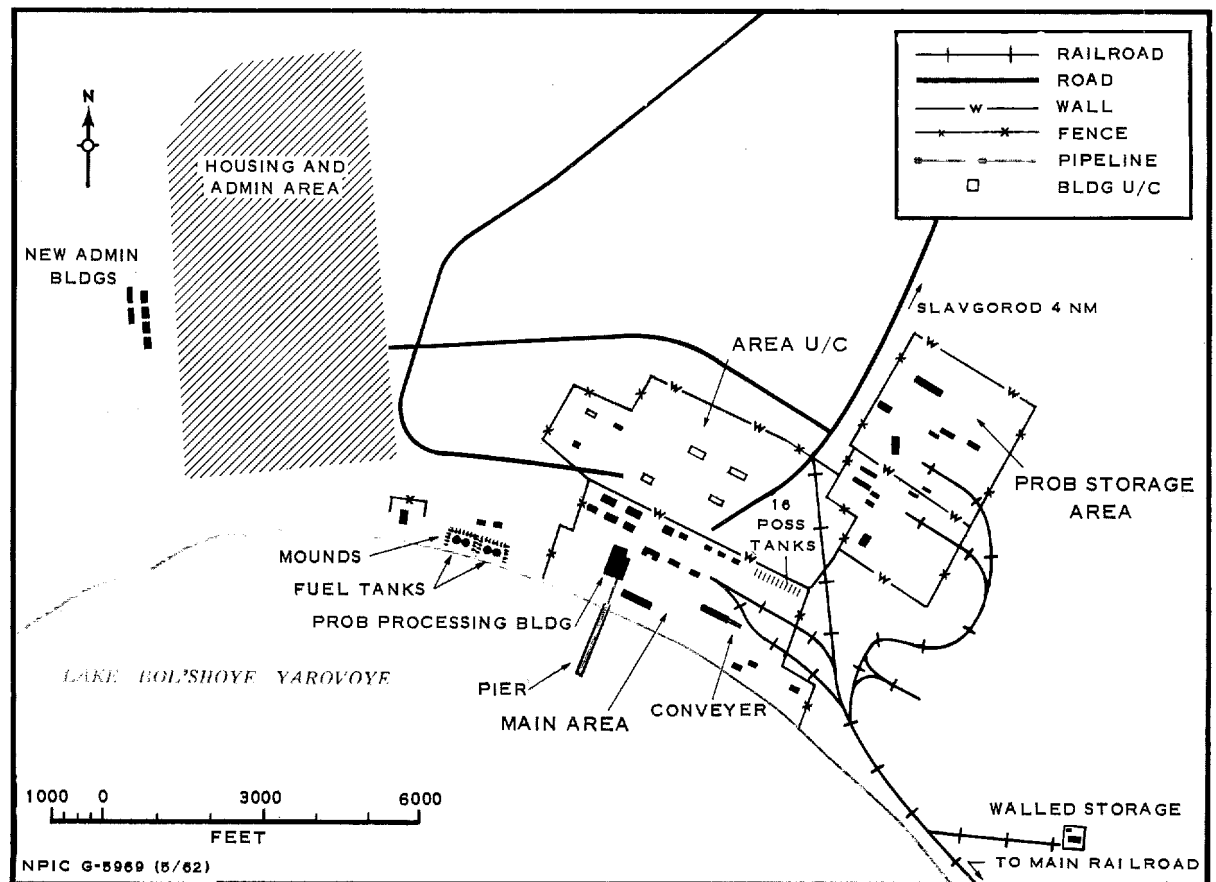 N
HOUSING AND
ADMIN AREA
NEW ADMIN
BLDGS
RAILROAD
ROAD
W WALL
FENCE
PIPELINE
BLDG U/C
SLAVGOROD 4 NM
AREA U/C
W
W
W
W
W
W
W
W
PROB STORAGE
AREA
16
POSS
TANKS
MOUNDS
FUEL TANKS
PROB PROCESSING BLDG
LAKE BOL'SHOYE YAROVOYE
PIER
MAIN AREA
CONVEYER
1000 0 3000 6000
FEET
WALLED STORAGE
TO MAIN RAILROAD
NPIC G-5969 (5/62)